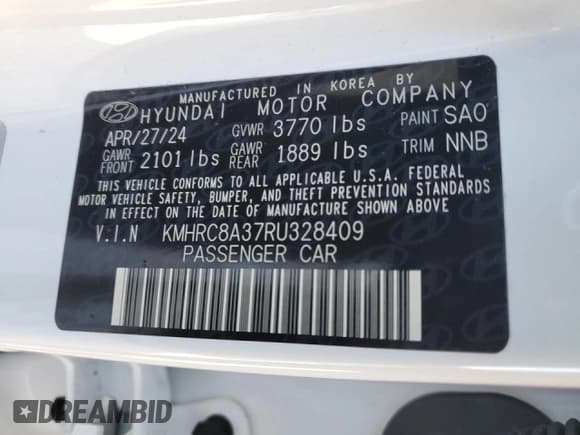 MANUFACTURED IN KOREA BY
HYUNDAI MOTOR COMPANY
APR/27/24 GVWR 3770 lbs PAINT SAO
GAWR FRONT 2101 lbs GAWR REAR 1889 lbs TRIM NNB
THIS VEHICLE CONFORMS TO ALL APPLICABLE U.S.A. FEDERAL
MOTOR VEHICLE SAFETY, BUMPER, AND THEFT PREVENTION STANDARDS
IN EFFECT ON THE DATE OF MANUFACTURE SHOWN ABOVE.
V.I.N KMHRC8A37RU328409
PASSENGER CAR
DREAMBID